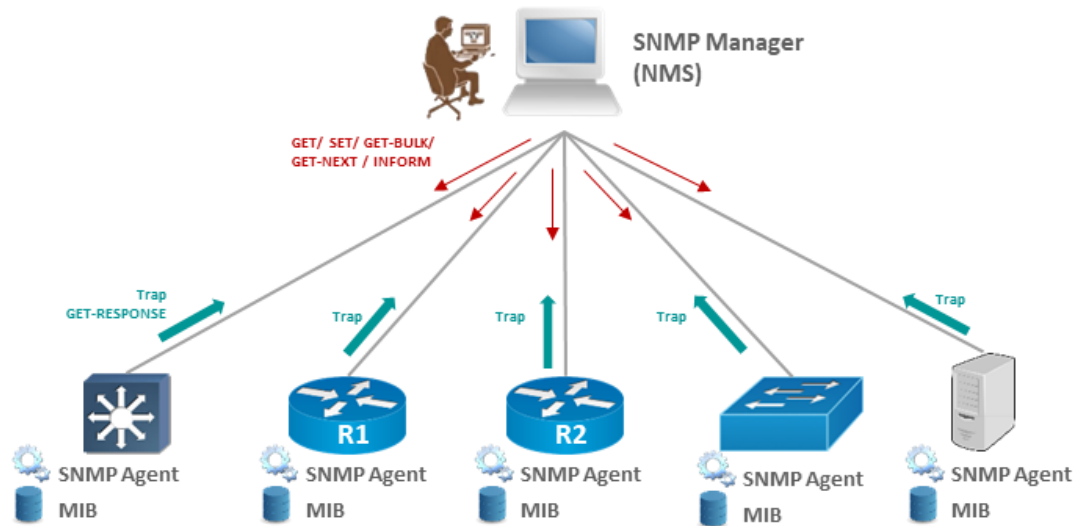 SNMP Manager
(NMS)
GET/ SET/ GET-BULK/
GET-NEXT / INFORM
Trap
GET-RESPONSE
Trap
Trap
Trap
Trap
R1
R2
SNMP Agent
MIB
SNMP Agent
MIB
SNMP Agent
MIB
SNMP Agent
MIB
SNMP Agent
MIB